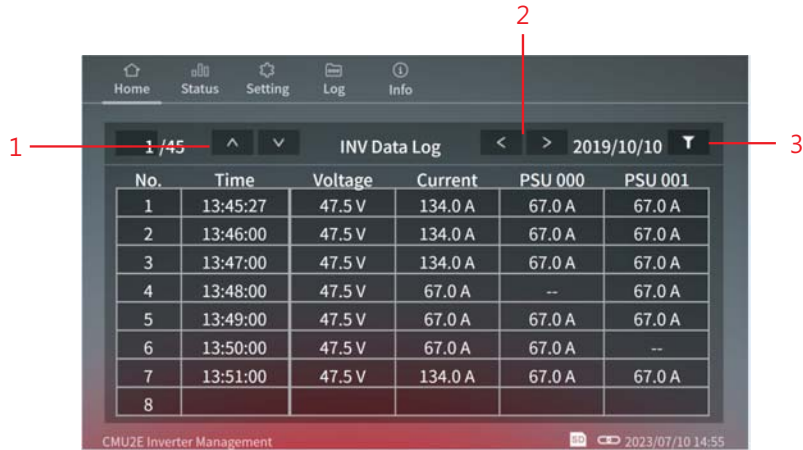 2
Home Status Setting Log Info
1
1 /45 INV Data Log < > 2019/10/10
3
No. Time Voltage Current PSU 000 PSU 001
1 13:45:27 47.5 V 134.0 A 67.0 A 67.0 A
2 13:46:00 47.5 V 134.0 A 67.0 A 67.0 A
3 13:47:00 47.5 V 134.0 A 67.0 A 67.0 A
4 13:48:00 47.5 V 67.0 A -- 67.0 A
5 13:49:00 47.5 V 67.0 A 67.0 A 67.0 A
6 13:50:00 47.5 V 67.0 A 67.0 A --
7 13:51:00 47.5 V 134.0 A 67.0 A 67.0 A
8
CMU2E Inverter Management SD 2023/07/10 14:55